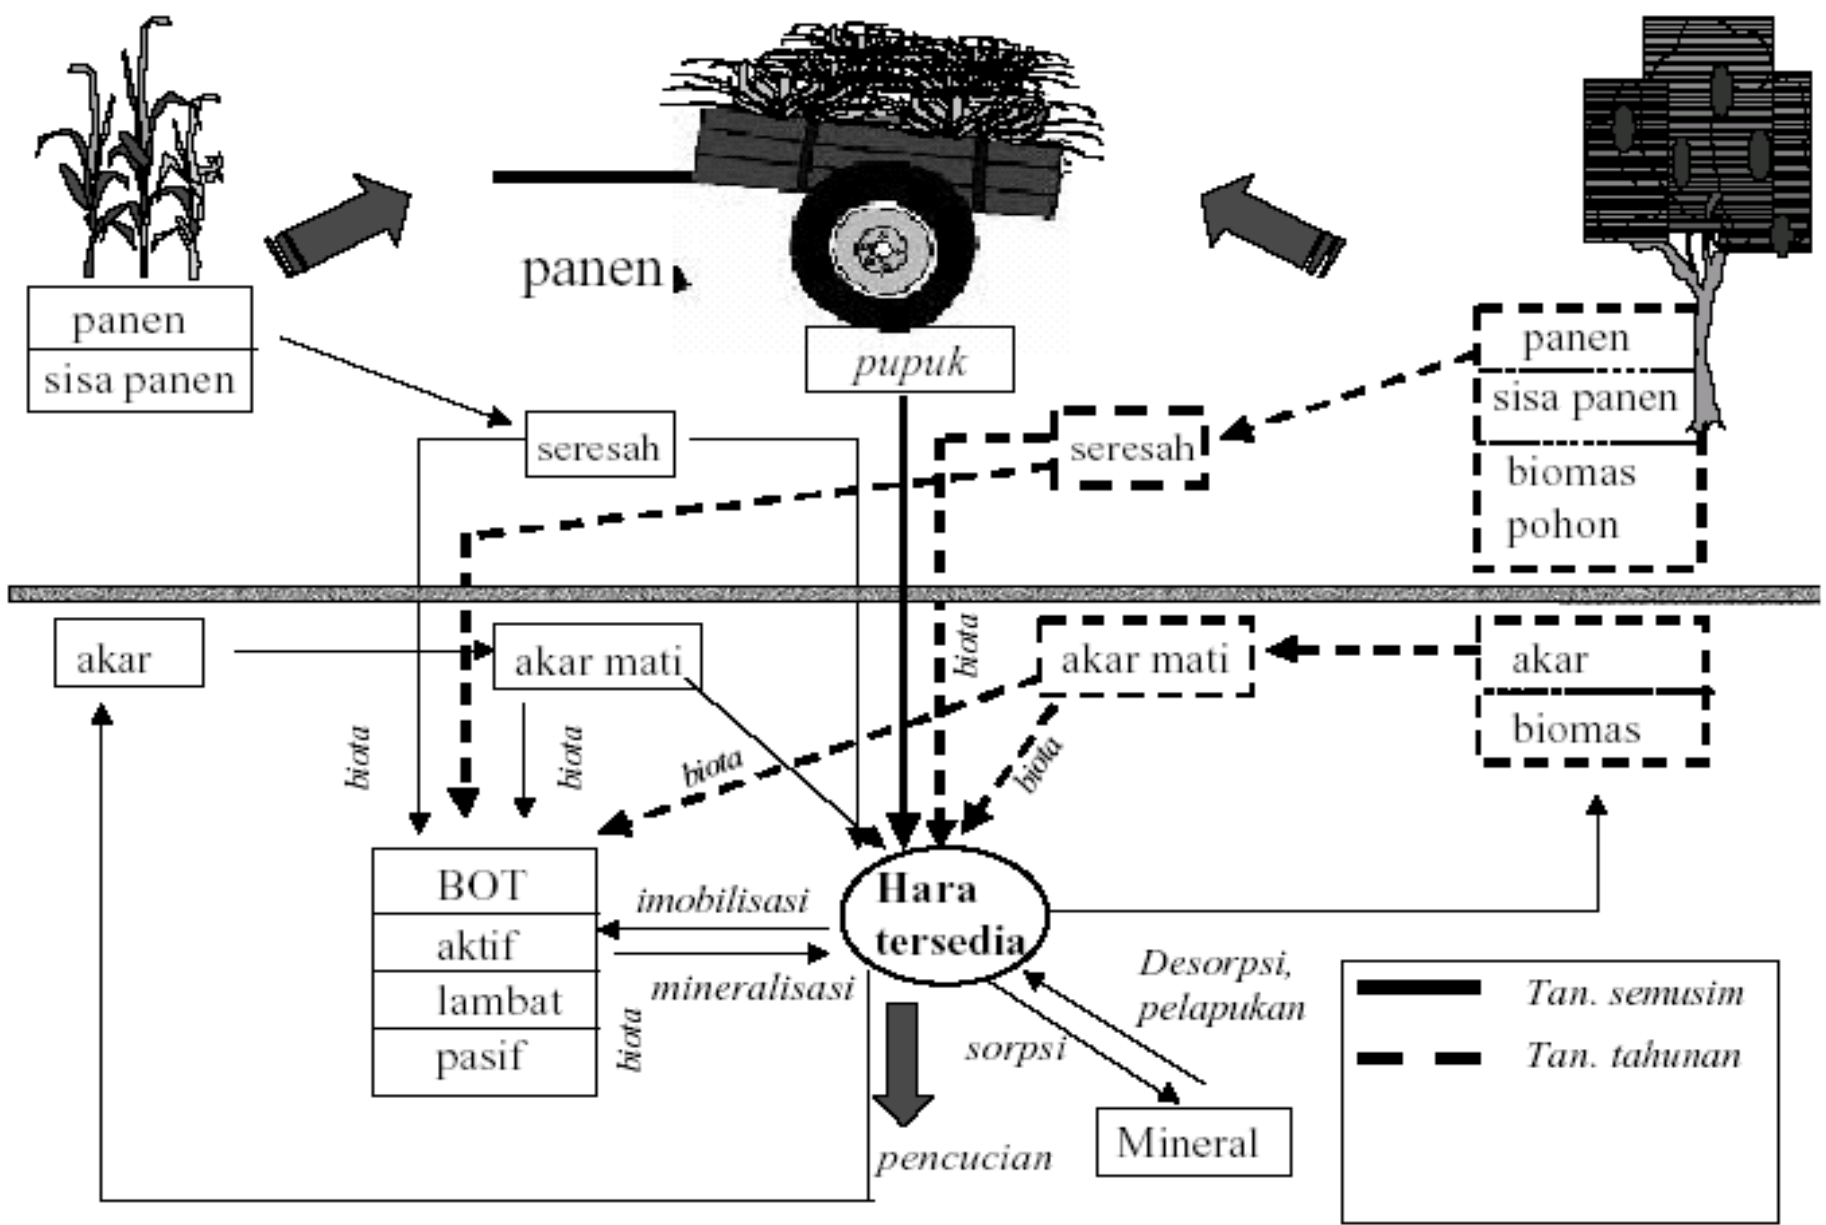 panen
panen
sisa panen
pupuk
panen
sisa panen
biomas
pohon
seresah
seresah
akar
akar mati
biota
akar mati
akar
biomas
biota
biota
biota
biota
BOT
aktif
lambat
pasif
biota
imobilisasi
mineralisasi
Hara
tersedia
Desorpsi,
pelapukan
sorpsi
Mineral
pencucian
Tan. semusim
Tan. tahunan